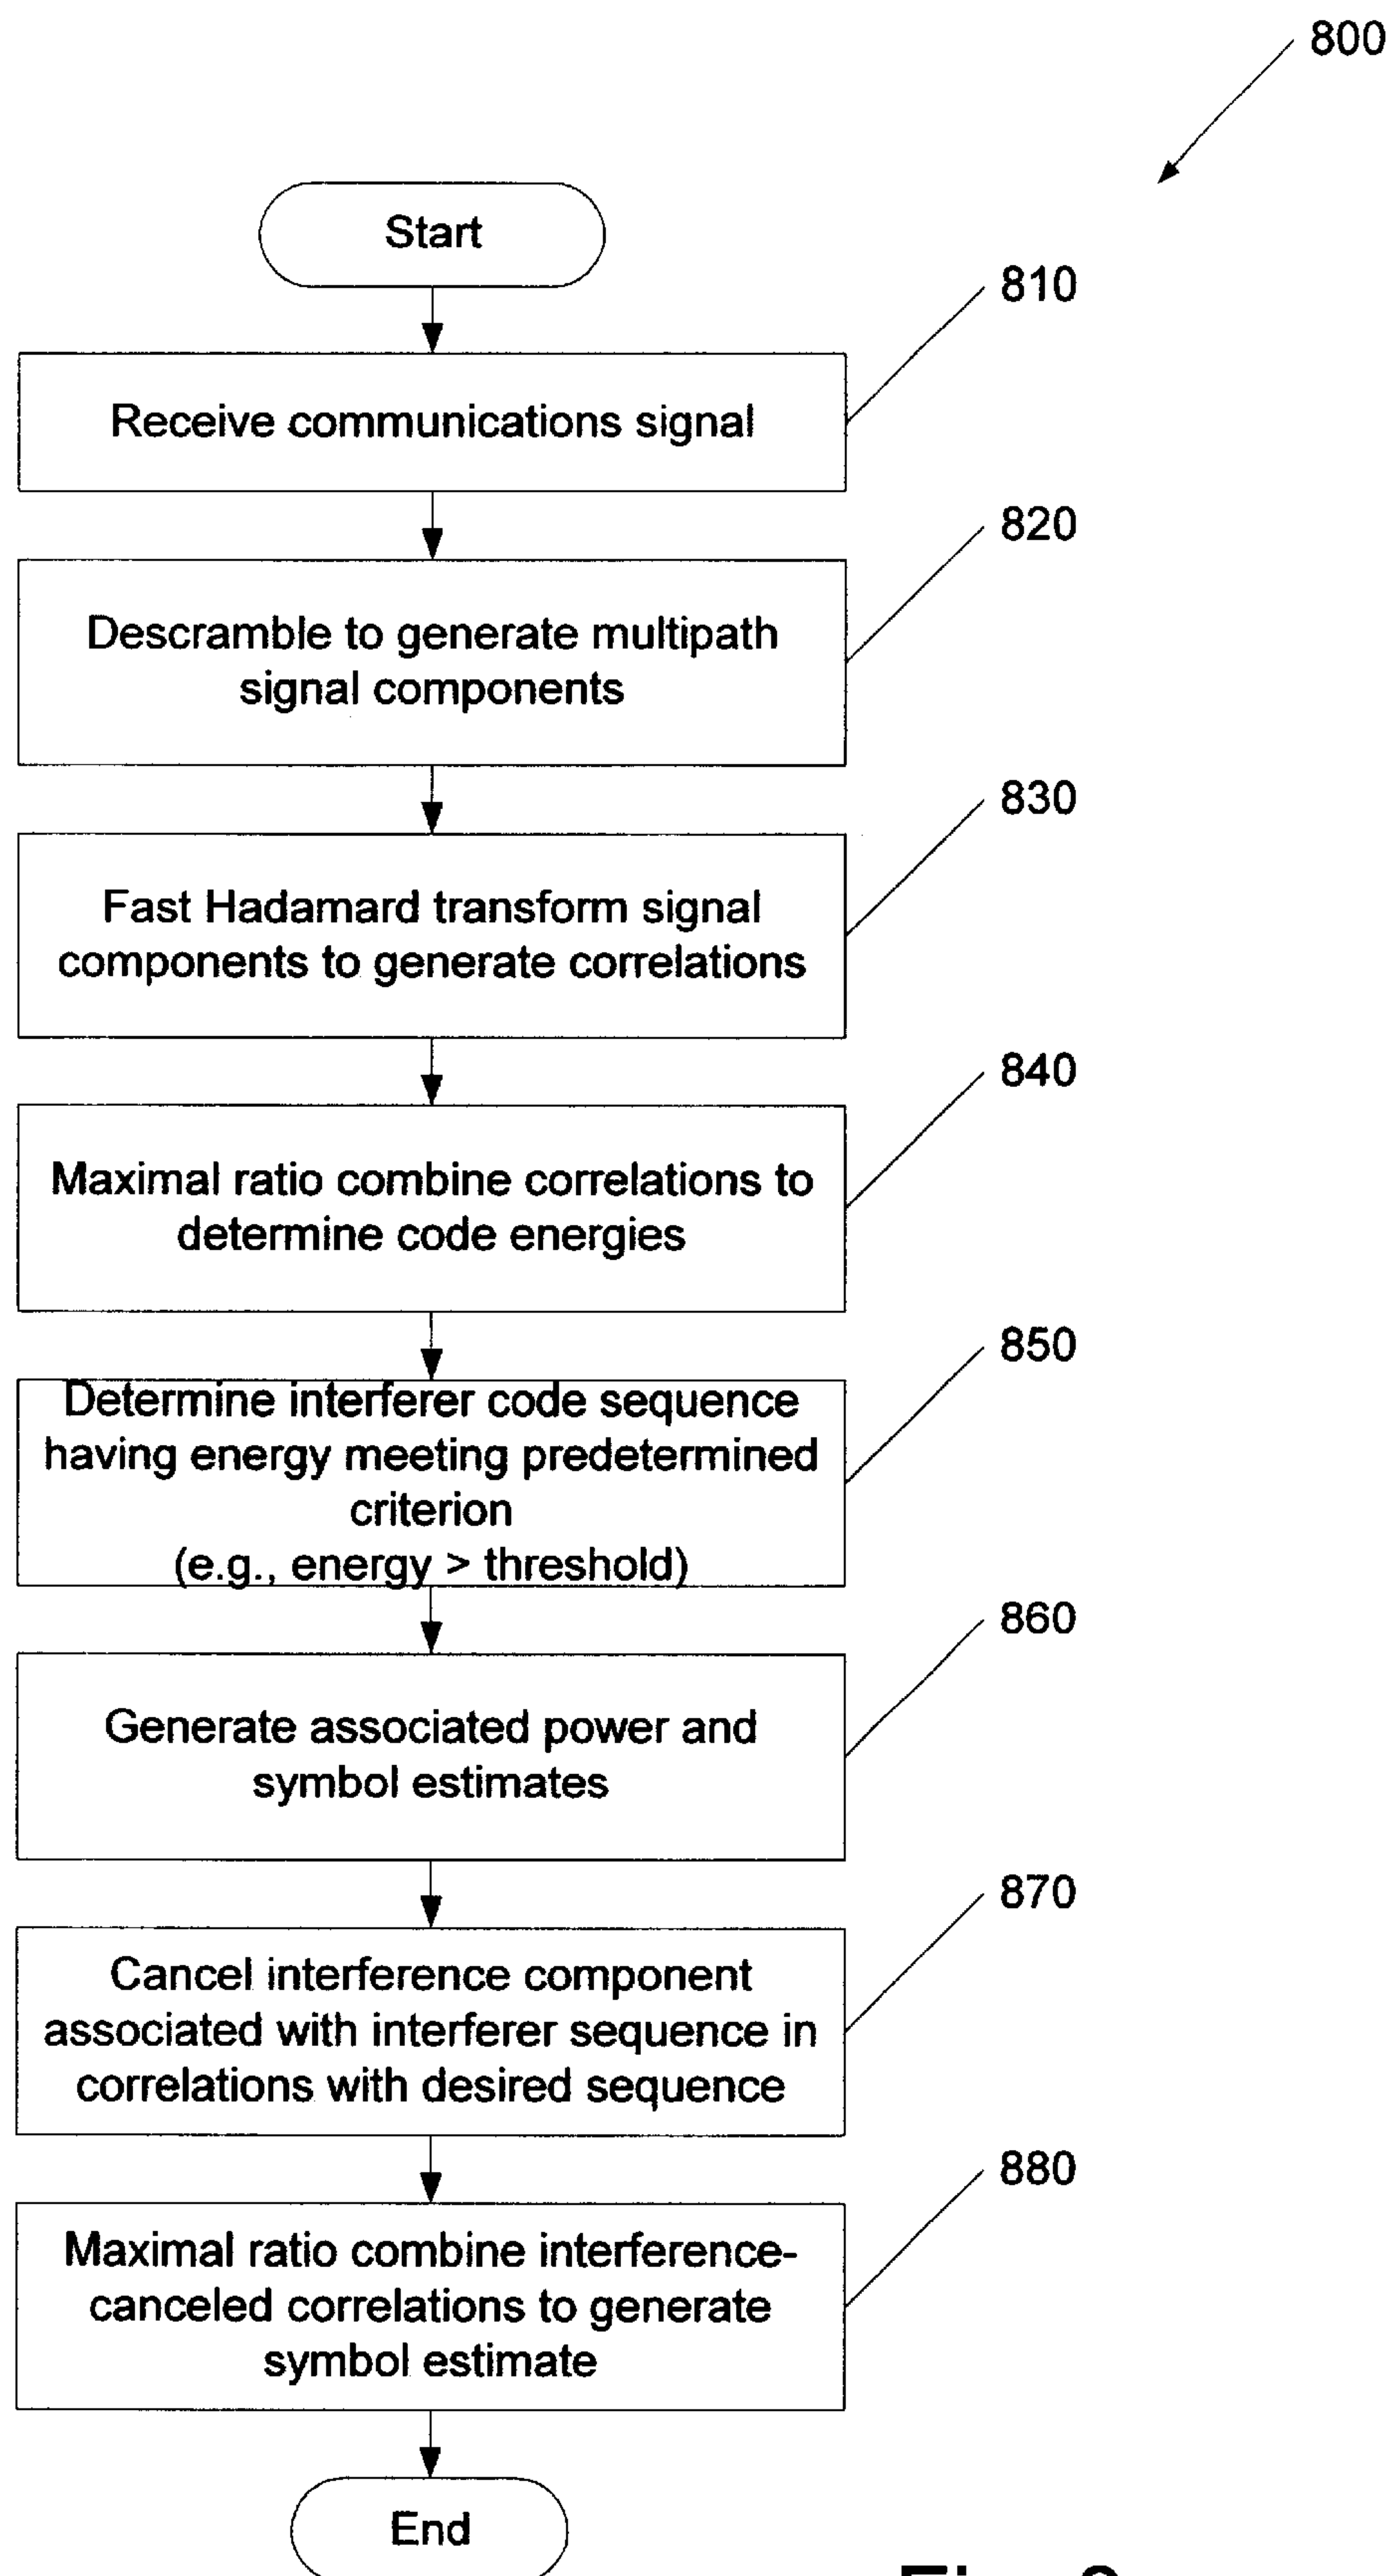 800
Start
810
Receive communications signal
820
Descramble to generate multipath
signal components
830
Fast Hadamard transform signal
components to generate correlations
840
Maximal ratio combine correlations to
determine code energies
850
Determine interferer code sequence
having energy meeting predetermined
criterion
(e.g., energy > threshold)
860
Generate associated power and
symbol estimates
870
Cancel interference component
associated with interferer sequence in
correlations with desired sequence
880
Maximal ratio combine interference-
canceled correlations to generate
symbol estimate
End